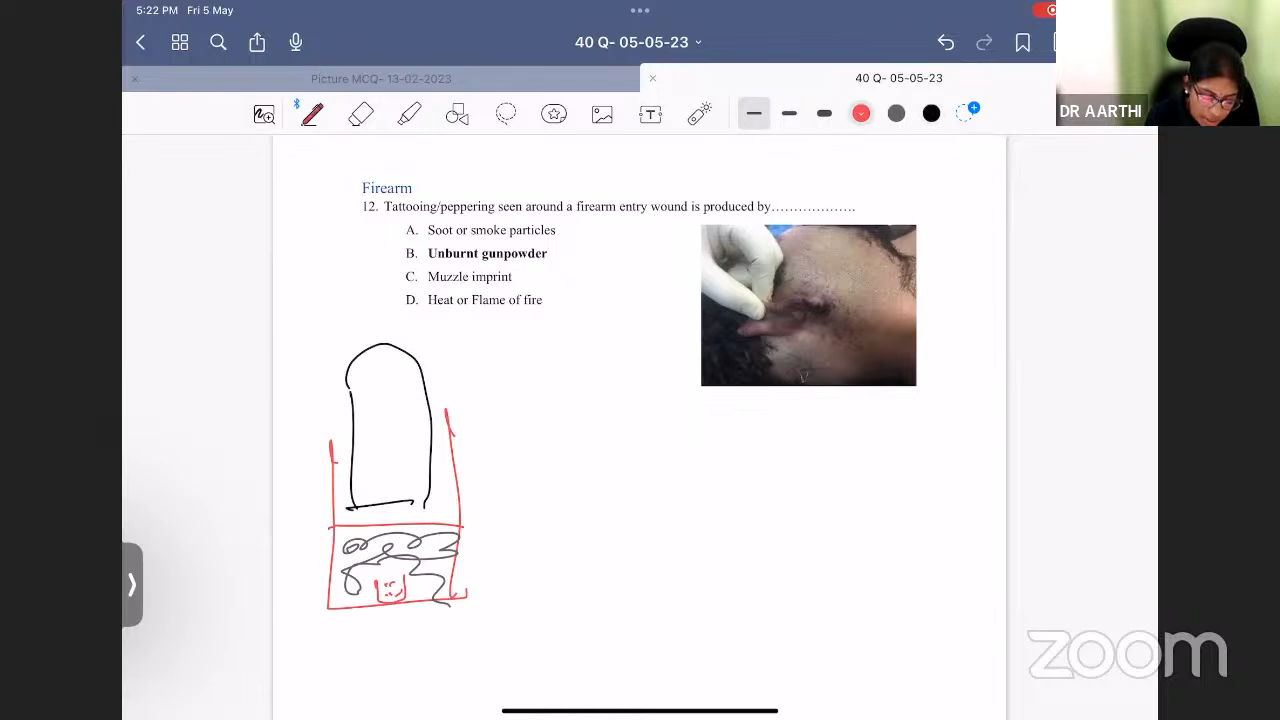 5:22 PM Fri 5 May
40 Q- 05-05-23
Picture MCQ- 13-02-2023
40 Q- 05-05-23
DR AARTHI
Firearm
12. Tattooing/peppering seen around a firearm entry wound is produced by………………….
A. Soot or smoke particles
B. Unburnt gunpowder
C. Muzzle imprint
D. Heat or Flame of fire
zoom